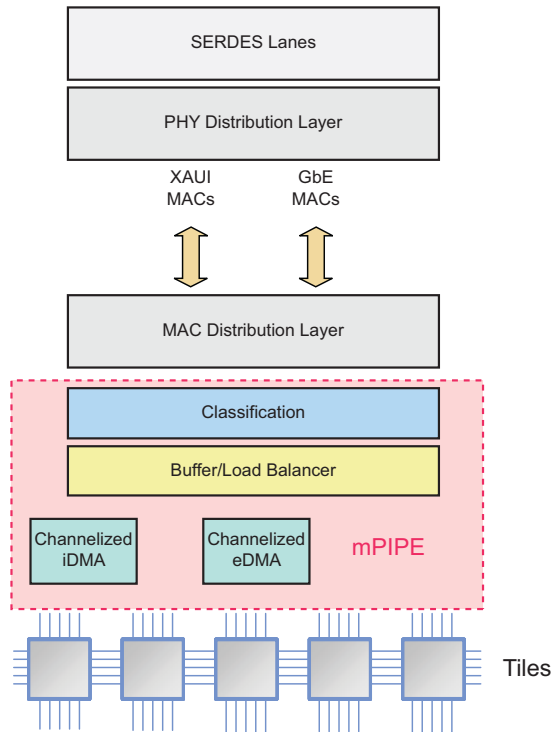 SERDES Lanes
PHY Distribution Layer
XAUI
MACs
GbE
MACs
MAC Distribution Layer
Classification
Buffer/Load Balancer
Channelized
iDMA
Channelized
eDMA
mPIPE
Tiles